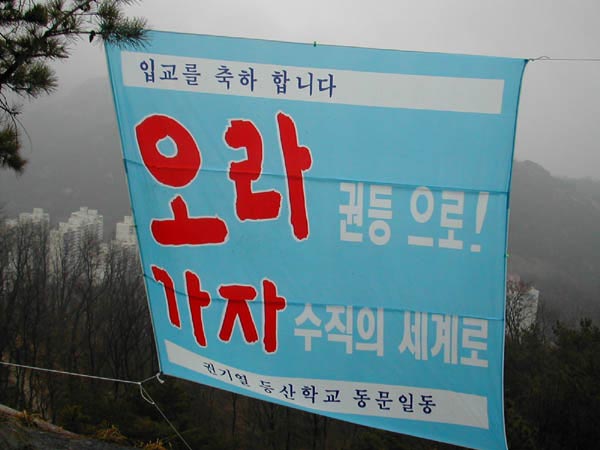 입교를 축하 합니다
오라 권등 으로!
가자 수직의 세계로
권기열 등산학교 동문일동